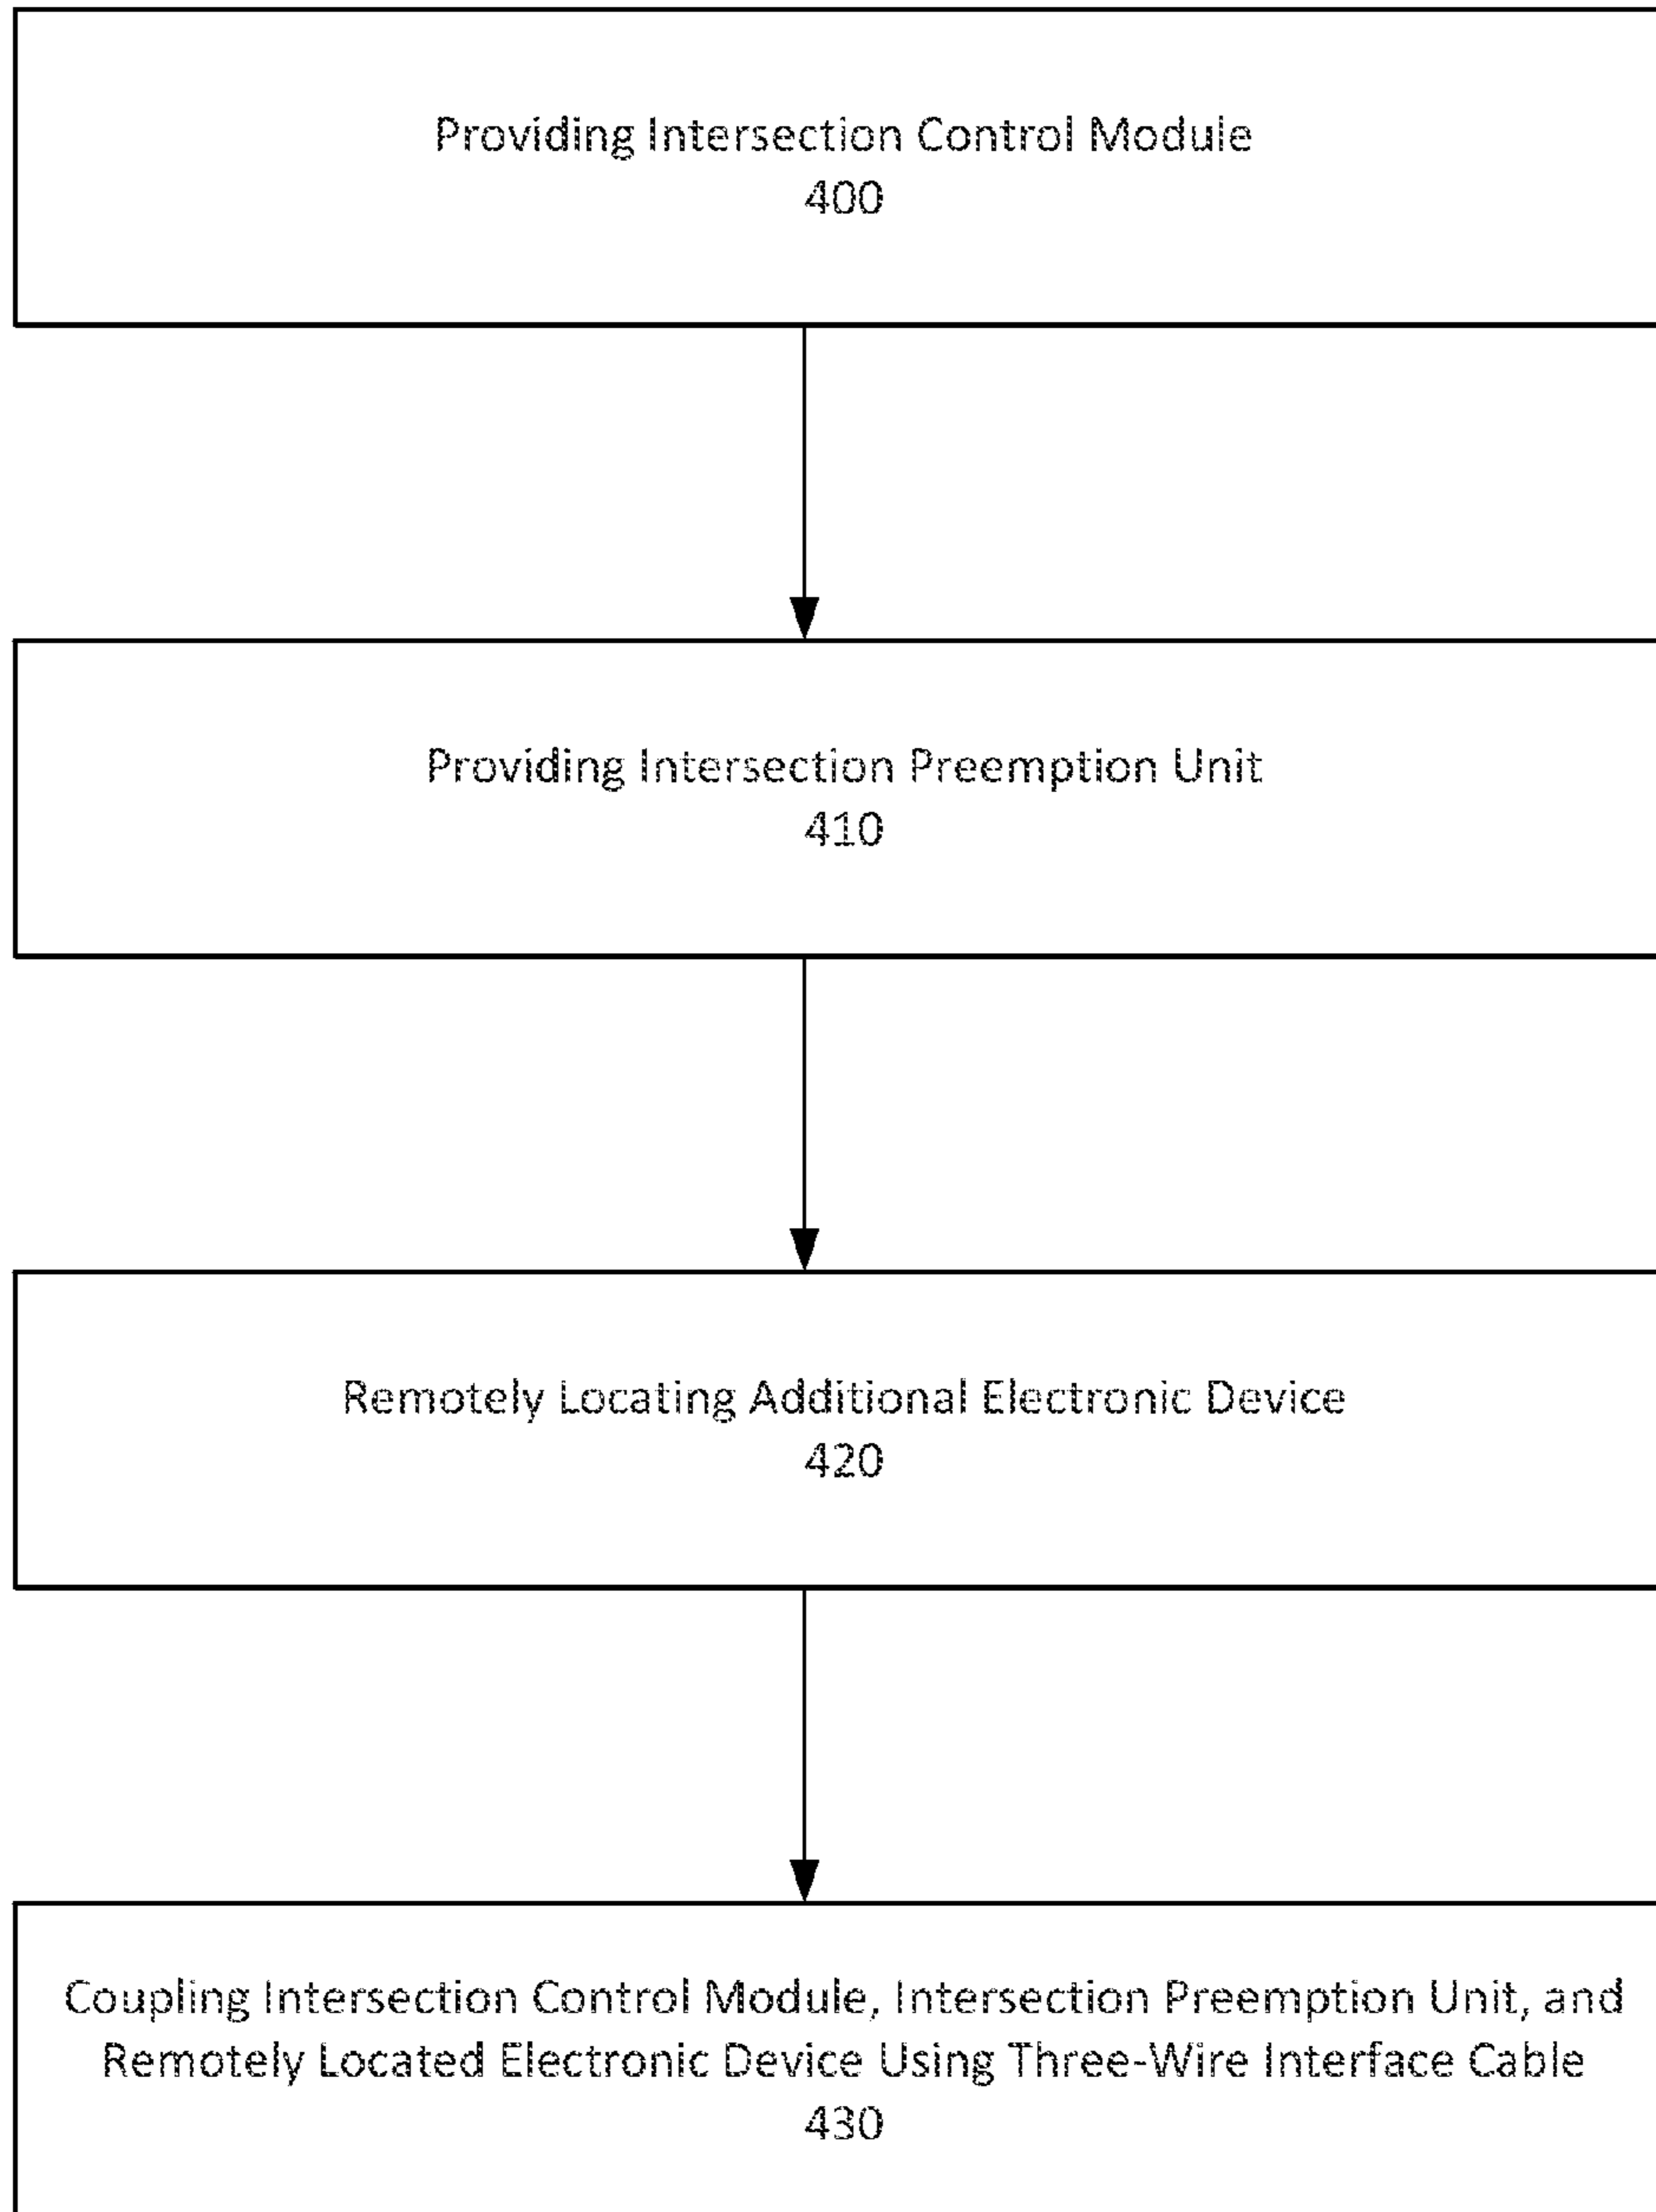 Providing Intersection Control Module
400
Providing Intersection Preemption Unit
410
Remotely Locating Additional Electronic Device
420
Coupling Intersection Control Module, Intersection Preemption Unit, and
Remotely Located Electronic Device Using Three-Wire Interface Cable
430